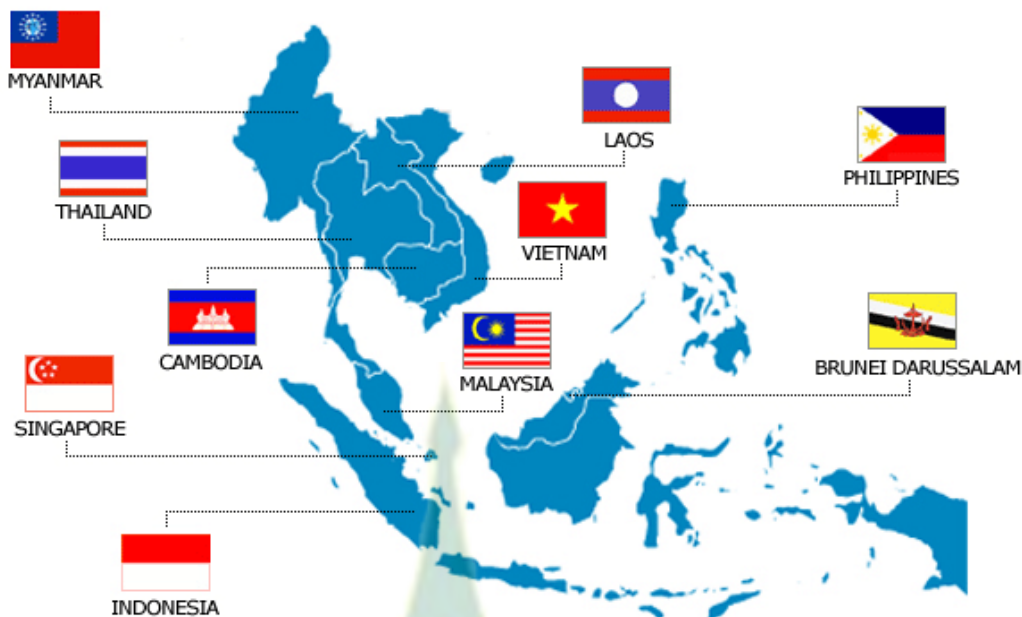 MYANMAR
LAOS
PHILIPPINES
THAILAND
VIETNAM
CAMBODIA
MALAYSIA
BRUNEI DARUSSALAM
SINGAPORE
INDONESIA